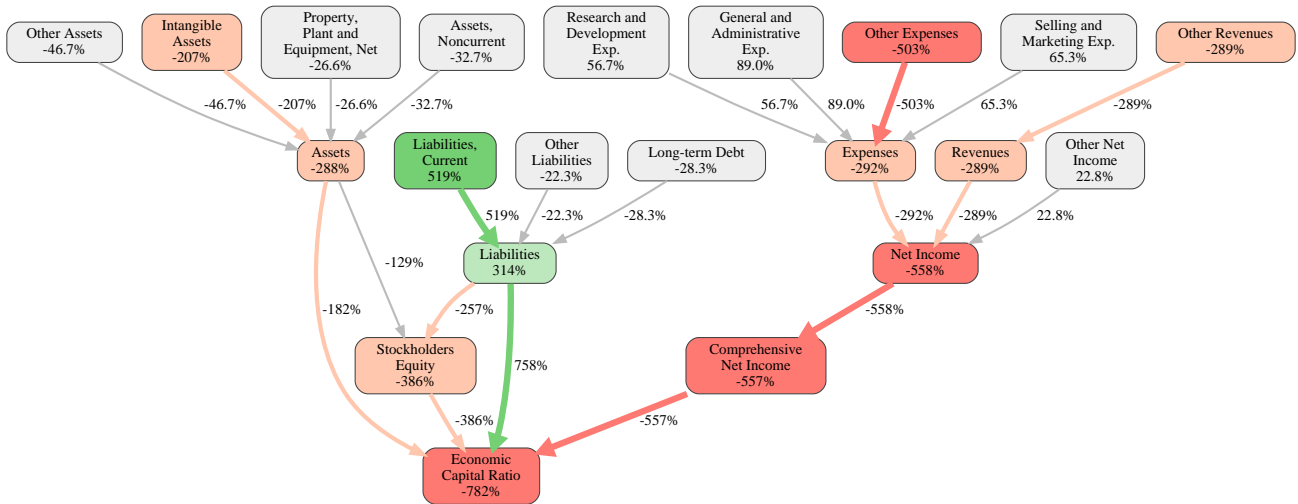 Other Assets
-46.7%
Intangible
Assets
-207%
Property,
Plant and
Equipment, Net
-26.6%
Assets,
Noncurrent
-32.7%
Research and
Development
Exp.
56.7%
General and
Administrative
Exp.
89.0%
Other Expenses
-503%
Selling and
Marketing Exp.
65.3%
Other Revenues
-289%
-46.7%
-207%
-26.6%
-32.7%
56.7%
89.0%
-503%
65.3%
-289%
Assets
-288%
Liabilities,
Current
519%
Other
Liabilities
-22.3%
Long-term Debt
-28.3%
Expenses
-292%
Revenues
-289%
Other Net
Income
22.8%
519%
-22.3%
-28.3%
-292%
-289%
22.8%
-129%
Liabilities
314%
Net Income
-558%
-182%
-257%
758%
-558%
Stockholders
Equity
-386%
Comprehensive
Net Income
-557%
-386%
-557%
Economic
Capital Ratio
-782%